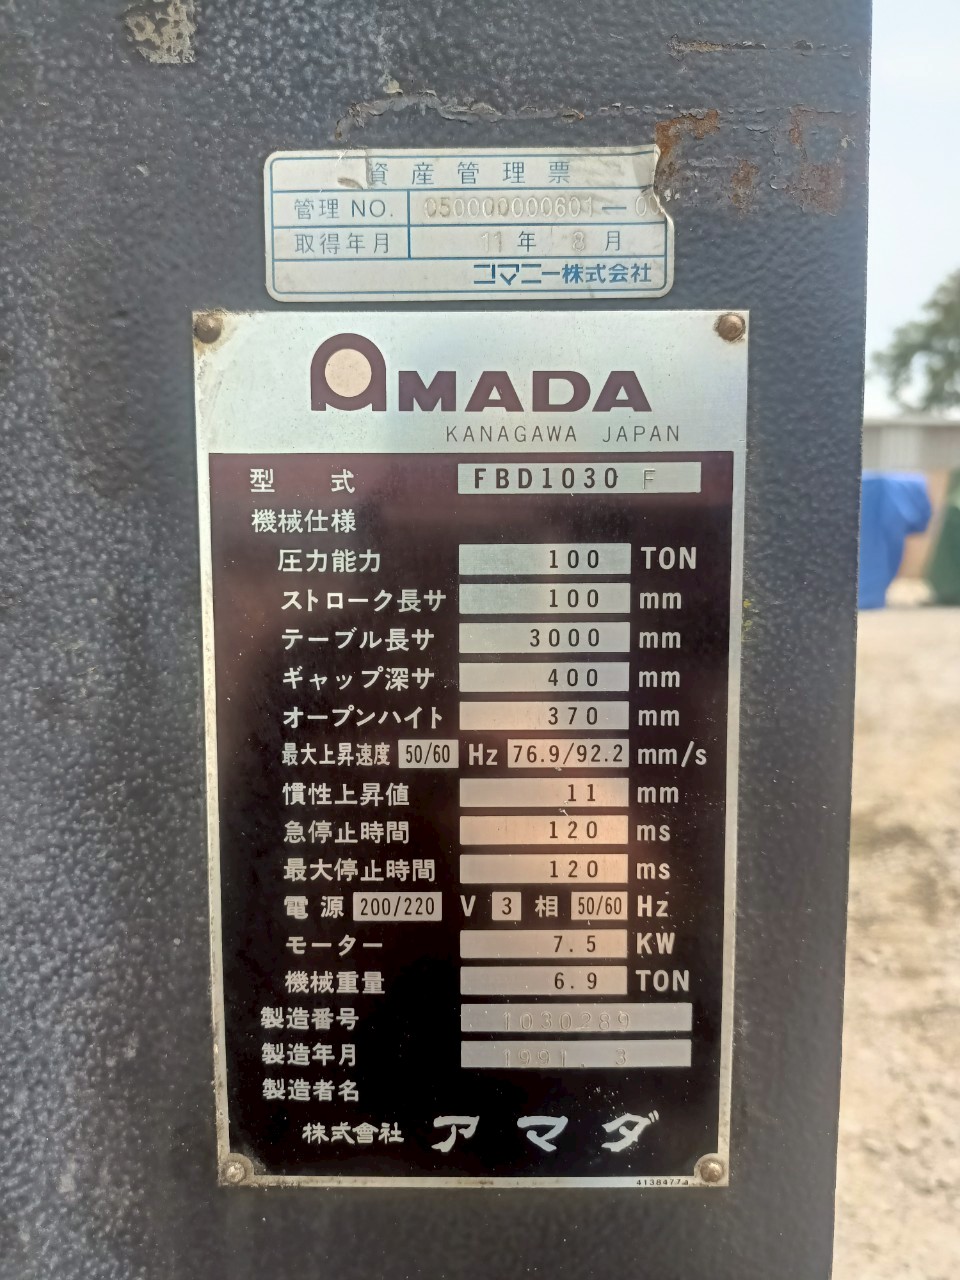 資産管理票
管理 NO. 050000000601-0
取得年月 11年 8月
コマニー株式会社
AMADA
KANAGAWA JAPAN
型式 FBD1030 F
機械仕様
圧力能力 100 TON
ストローク長サ 100 mm
テーブル長サ 3000 mm
ギャップ深サ 400 mm
オープンハイト 370 mm
最大上昇速度 50/60 Hz 76.9/92.2 mm/s
慣性上昇値 11 mm
急停止時間 120 ms
最大停止時間 120 ms
電源 200/220 V 3 相 50/60 Hz
モーター 7.5 KW
機械重量 6.9 TON
製造番号 1030289
製造年月 1991.3
製造者名
株式會社 アマダ